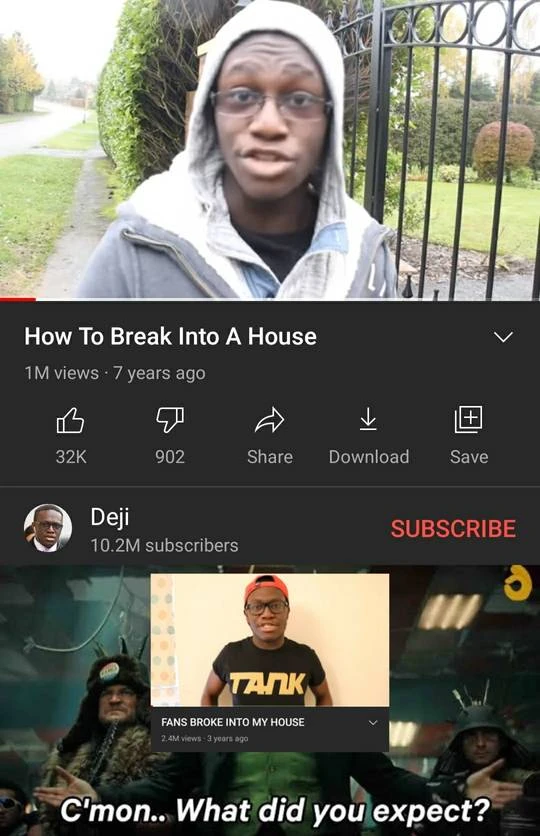 How To Break Into A House
1M views · 7 years ago
32K
902
Share
Download
Save
Deji
10.2M subscribers
SUBSCRIBE
TANK
FANS BROKE INTO MY HOUSE
2.4M views · 3 years ago
C'mon.. What did you expect?